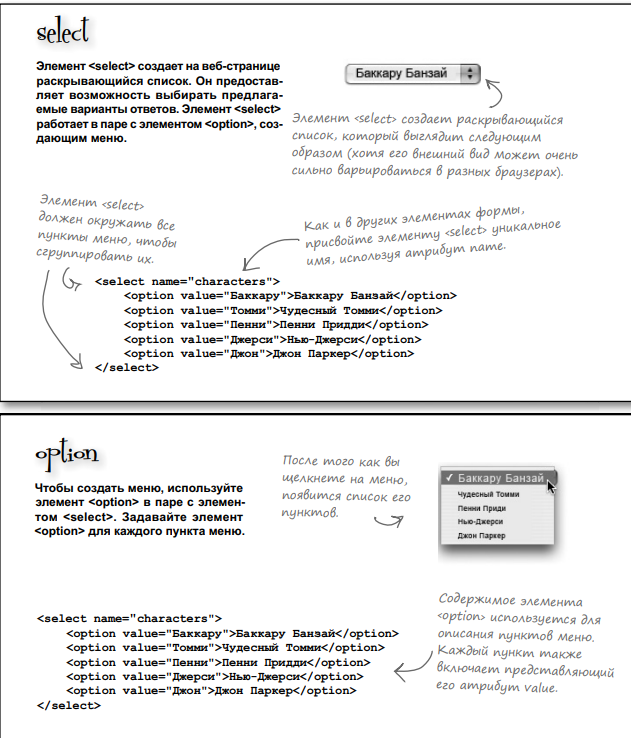 select
Элемент <select> создает на веб-странице
раскрывающийся список. Он предостав-
ляет возможность выбирать предлага-
емые варианты ответов. Элемент <select>
работает в паре с элементом <option>, соз-
дающим меню.
Баккару Банзай
Элемент <select> создает раскрывающийся
список, который выглядит следующим
образом (хотя его внешний вид может очень
сильно варьироваться в разных браузерах).
Элемент <select>
должен окружать все
пункты меню, чтобы
сгруппировать их.
Как и в других элементах формы,
присвойте элементу <select> уникальное
имя, используя атрибут name.
<select name="characters">
<option value="Баккару">Баккару Банзай</option>
<option value="Томми">Чудесный Томми</option>
<option value="Пенни">Пенни Придди</option>
<option value="Джерси">Нью-Джерси</option>
<option value="Джон">Джон Паркер</option>
</select>
option
Чтобы создать меню, используйте
элемент <option> в паре с элемен-
том <select>. Задавайте элемент
<option> для каждого пункта меню.
После того как вы
щелкнете на меню,
появится список его
пунктов.
✓ Баккару Банзай
Чудесный Томми
Пенни Приди
Нью-Джерси
Джон Паркер
<select name="characters">
<option value="Баккару">Баккару Банзай</option>
<option value="Томми">Чудесный Томми</option>
<option value="Пенни">Пенни Придди</option>
<option value="Джерси">Нью-Джерси</option>
<option value="Джон">Джон Паркер</option>
</select>
Содержимое элемента
<option> используется для
описания пунктов меню.
Каждый пункт также
включает представляющий
его атрибут value.